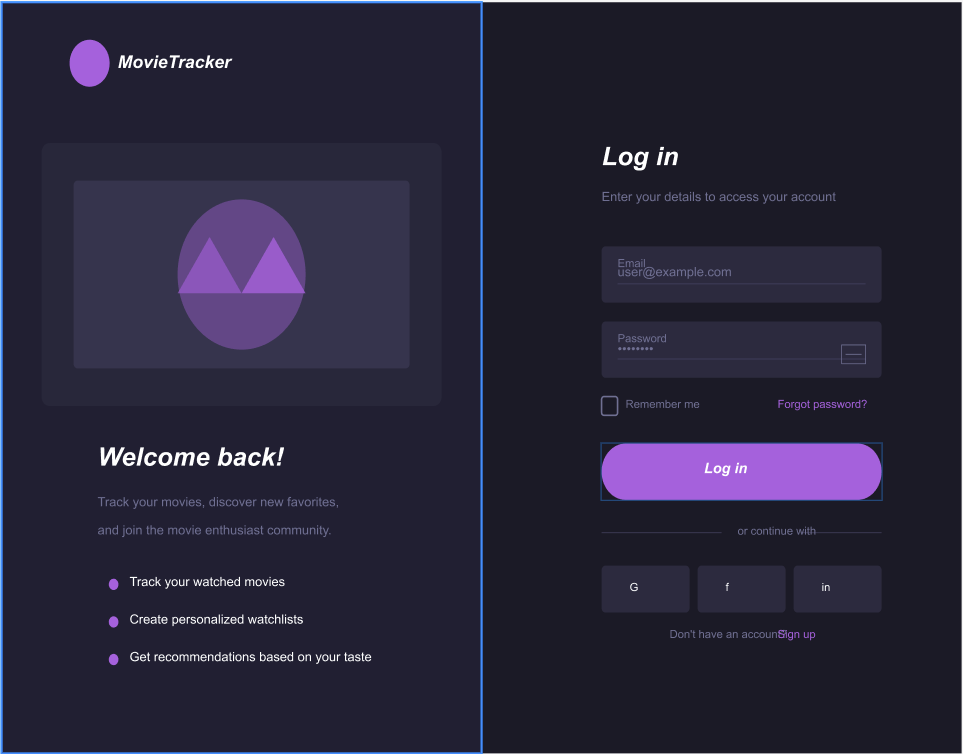 MovieTracker
Welcome back!
Track your movies, discover new favorites,
and join the movie enthusiast community.
Track your watched movies
Create personalized watchlists
Get recommendations based on your taste
Log in
Enter your details to access your account
Email
user@example.com
Password
••••••••
Remember me
Forgot password?
Log in
or continue with
G
f
in
Don't have an account? Sign up